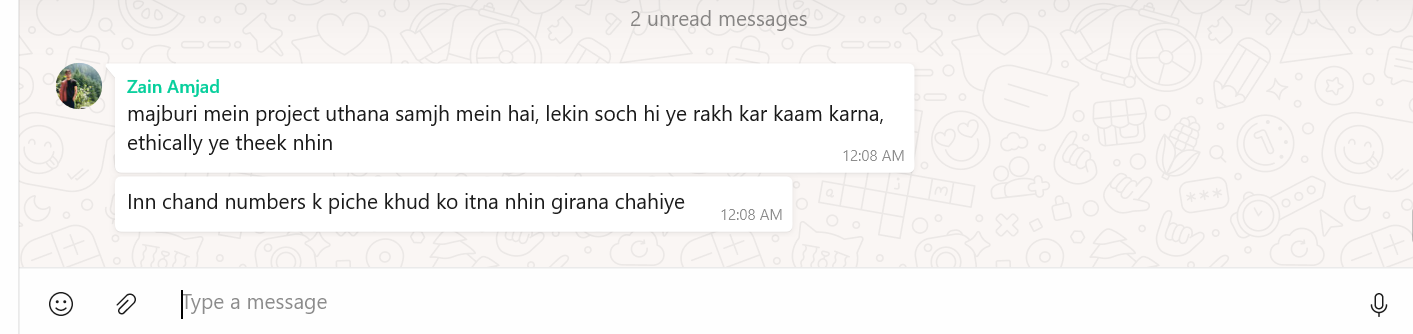 2 unread messages
Zain Amjad
majburi mein project uthana samjh mein hai, lekin soch hi ye rakh kar kaam karna,
ethically ye theek nhin
12:08 AM
Inn chand numbers k piche khud ko itna nhin girana chahiye
12:08 AM
Type a message